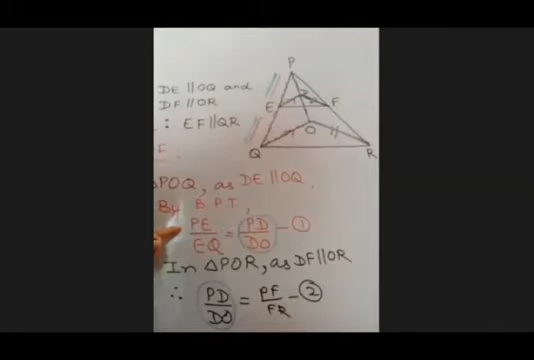 P
DE ∥ OQ and
DF ∥ OR
E F
∴ EF ∥ QR
O
Q R
△POQ, as DE ∥ OQ,
By B.P.T,
PE/EQ = PD/DO - ①
In △POR, as DF ∥ OR
∴ PD/DO = PF/FR - ②